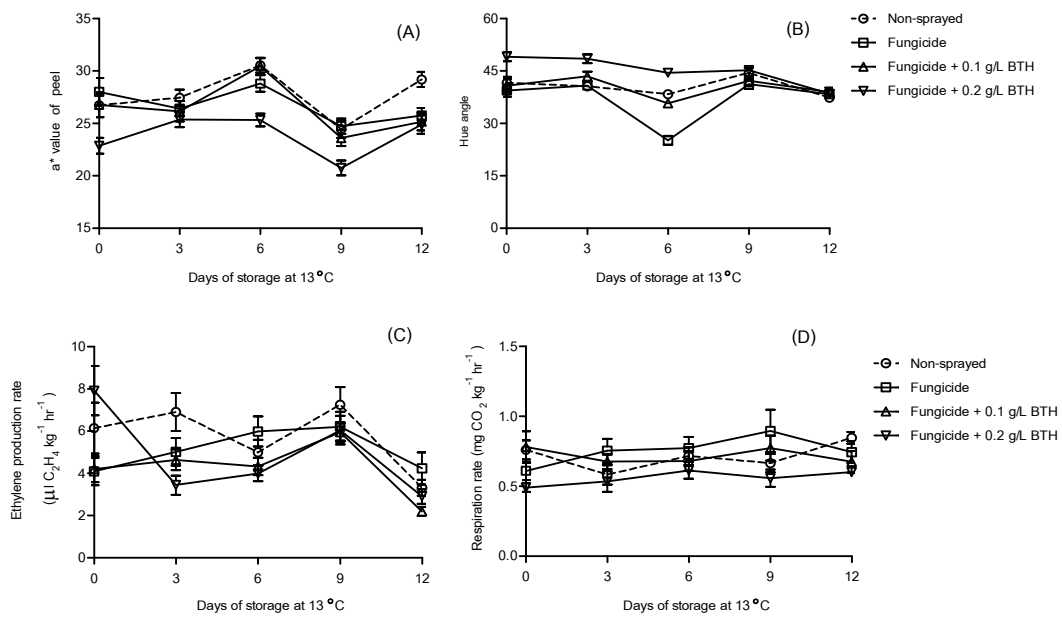 (A)
35
30
25
20
15
a* value of peel
0 3 6 9 12
Days of storage at 13°C
(B)
60
45
30
15
0
Hue angle
0 3 6 9 12
Days of storage at 13°C
Non-sprayed
Fungicide
Fungicide + 0.1 g/L BTH
Fungicide + 0.2 g/L BTH
(C)
10
8
6
4
2
0
Ethylene production rate
(µl C₂H₄ kg⁻¹ hr⁻¹ )
0 3 6 9 12
Days of storage at 13°C
(D)
1.5
1.0
0.5
0.0
Respiration rate (mg CO₂ kg⁻¹ hr⁻¹ )
0 3 6 9 12
Days of storage at 13°C
Non-sprayed
Fungicide
Fungicide + 0.1 g/L BTH
Fungicide + 0.2 g/L BTH